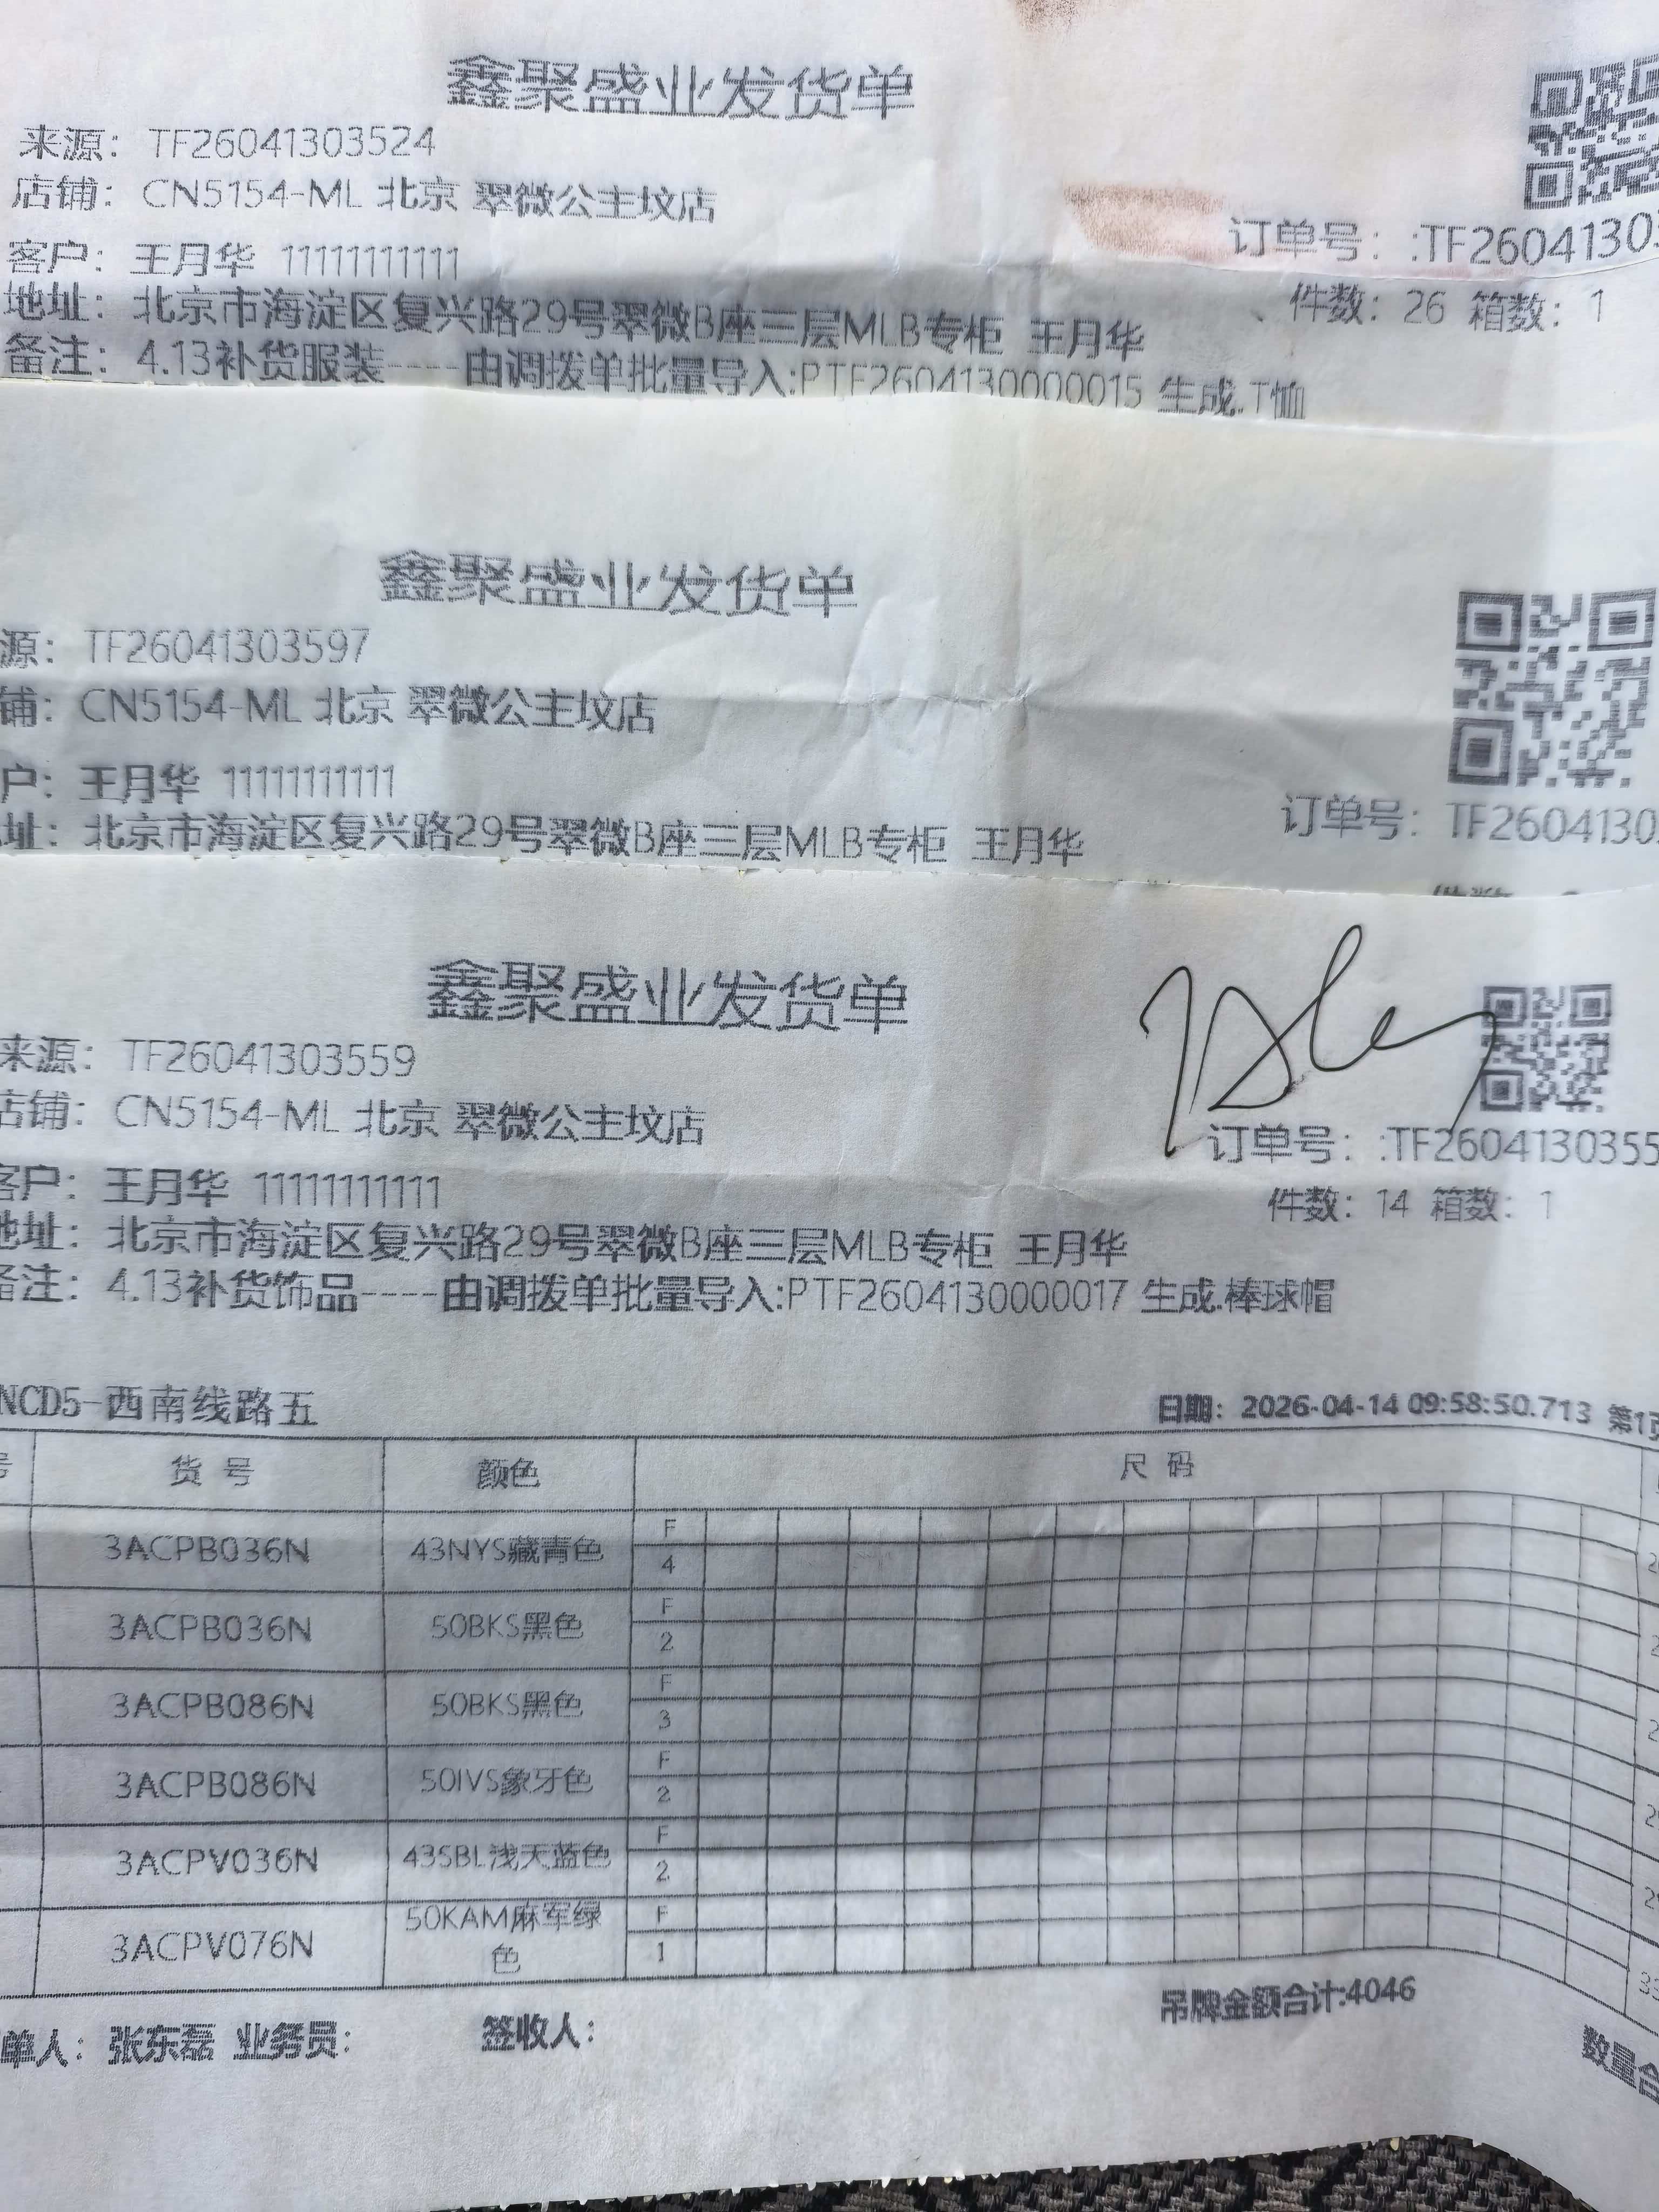 鑫聚盛业发货单
来源： TF26041303524
店铺： CN5154-ML 北京 翠微公主坟店
订单号： :TF26041303
客户： 王月华 11111111111
件数： 26 箱数： 1
地址： 北京市海淀区复兴路29号翠微B座三层MLB专柜 王月华
备注： 4.13补货服装----由调拨单批量导入:PTF2604130000015 生成.T恤
鑫聚盛业发货单
源： TF26041303597
铺： CN5154-ML 北京 翠微公主坟店
户： 王月华 11111111111
订单号： TF2604130
址： 北京市海淀区复兴路29号翠微B座三层MLB专柜 王月华
鑫聚盛业发货单
来源： TF26041303559
店铺： CN5154-ML 北京 翠微公主坟店
订单号： :TF2604130355
客户： 王月华 11111111111
件数： 14 箱数： 1
地址： 北京市海淀区复兴路29号翠微B座三层MLB专柜 王月华
备注： 4.13补货饰品----由调拨单批量导入:PTF2604130000017 生成.棒球帽
NCD5-西南线路五
日期： 2026-04-14 09:58:50.713 第1页
号 货号 颜色 尺码
3ACPB036N 43NYS藏青色 F 4
3ACPB036N 50BKS黑色 F 2
3ACPB086N 50BKS黑色 F 3
3ACPB086N 50IVS象牙色 F 2
3ACPV036N 43SBL浅天蓝色 F 2
3ACPV076N 50KAM麻军绿色 F 1
吊牌金额合计:4046
单人： 张东磊 业务员： 签收人：
数量合